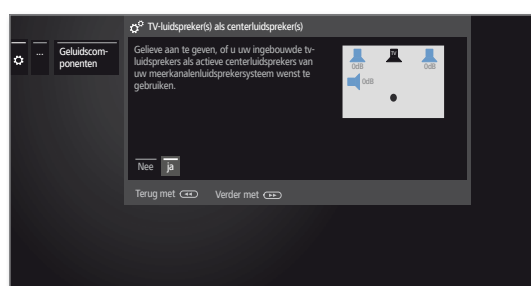 TV-luidspreker(s) als centerluidspreker(s)
...
Geluidscom-
ponenten
Gelieve aan te geven, of u uw ingebouwde tv-
luidsprekers als actieve centerluidsprekers van
uw meerkanalenluidsprekersysteem wenst te
gebruiken.
TV
0dB
0dB
0dB
Nee ja
Terug met Verder met